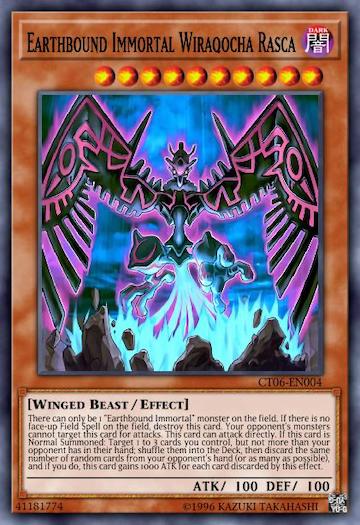 EARTHBOUND IMMORTAL WIRAQOCHA RASCA
DARK
闇
CT06-EN004
[WINGED BEAST / EFFECT]
There can only be 1 "Earthbound Immortal" monster on the field. If there is no
face-up Field Spell on the field, destroy this card. Your opponent's monsters
cannot target this card for attacks. This card can attack directly. If this card is
Normal Summoned: Target 1 to 3 cards you control, but not more than your
opponent has in their hand; shuffle them into the Deck, then discard the same
number of random cards from your opponent's hand (or as many as possible),
and if you do, this card gains 1000 ATK for each card discarded by this effect.
ATK/ 100 DEF/ 100
41181774
©1996 KAZUKI TAKAHASHI